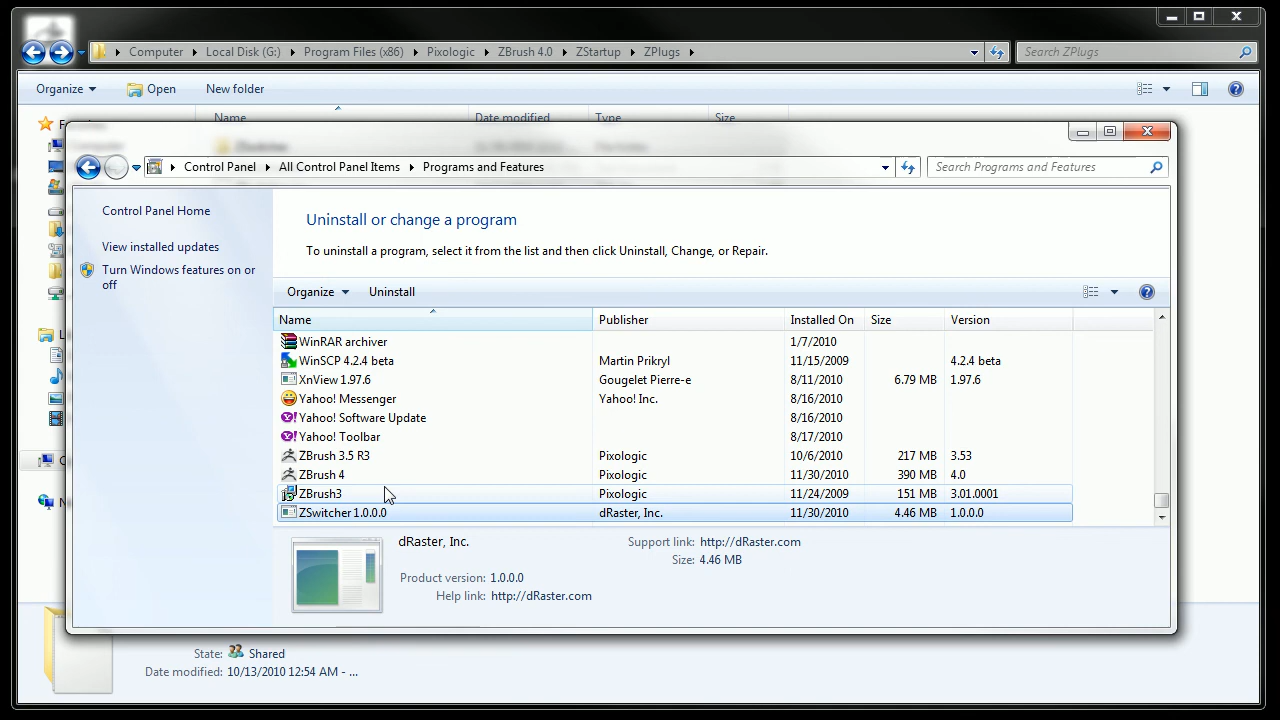 Computer Local Disk (G:) Program Files (x86) Pixologic ZBrush 4.0 ZStartup ZPlugs Search ZPlugs
Organize Open New folder
Name Date modified Type Size
Control Panel All Control Panel Items Programs and Features Search Programs and Features
Control Panel Home
View installed updates
Turn Windows features on or
off
Uninstall or change a program
To uninstall a program, select it from the list and then click Uninstall, Change, or Repair.
Organize Uninstall
Name Publisher Installed On Size Version
WinRAR archiver 1/7/2010
WinSCP 4.2.4 beta Martin Prikryl 11/15/2009 4.2.4 beta
XnView 1.97.6 Gougelet Pierre-e 8/11/2010 6.79 MB 1.97.6
Yahoo! Messenger Yahoo! Inc. 8/16/2010
Yahoo! Software Update 8/16/2010
Yahoo! Toolbar 8/17/2010
ZBrush 3.5 R3 Pixologic 10/6/2010 217 MB 3.53
ZBrush 4 Pixologic 11/30/2010 390 MB 4.0
ZBrush3 Pixologic 11/24/2009 151 MB 3.01.0001
ZSwitcher 1.0.0.0 dRaster, Inc. 11/30/2010 4.46 MB 1.0.0.0
dRaster, Inc. Support link: http://dRaster.com
Size: 4.46 MB
Product version: 1.0.0.0
Help link: http://dRaster.com
State: Shared
Date modified: 10/13/2010 12:54 AM - ...